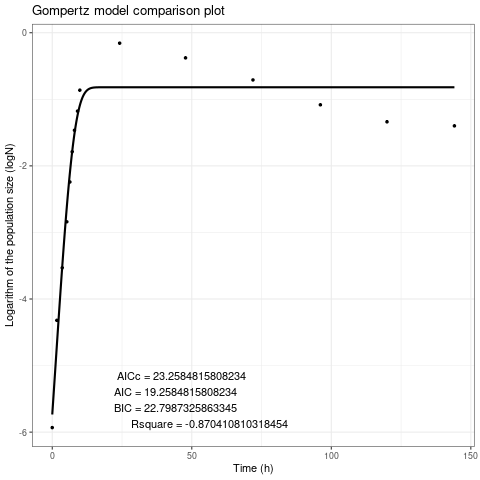 Gompertz model comparison plot
Logarithm of the population size (logN)
0
-2
-4
-6
AICc = 23.2584815808234
AIC = 19.2584815808234
BIC = 22.7987325863345
Rsquare = -0.870410810318454
0
50
100
150
Time (h)